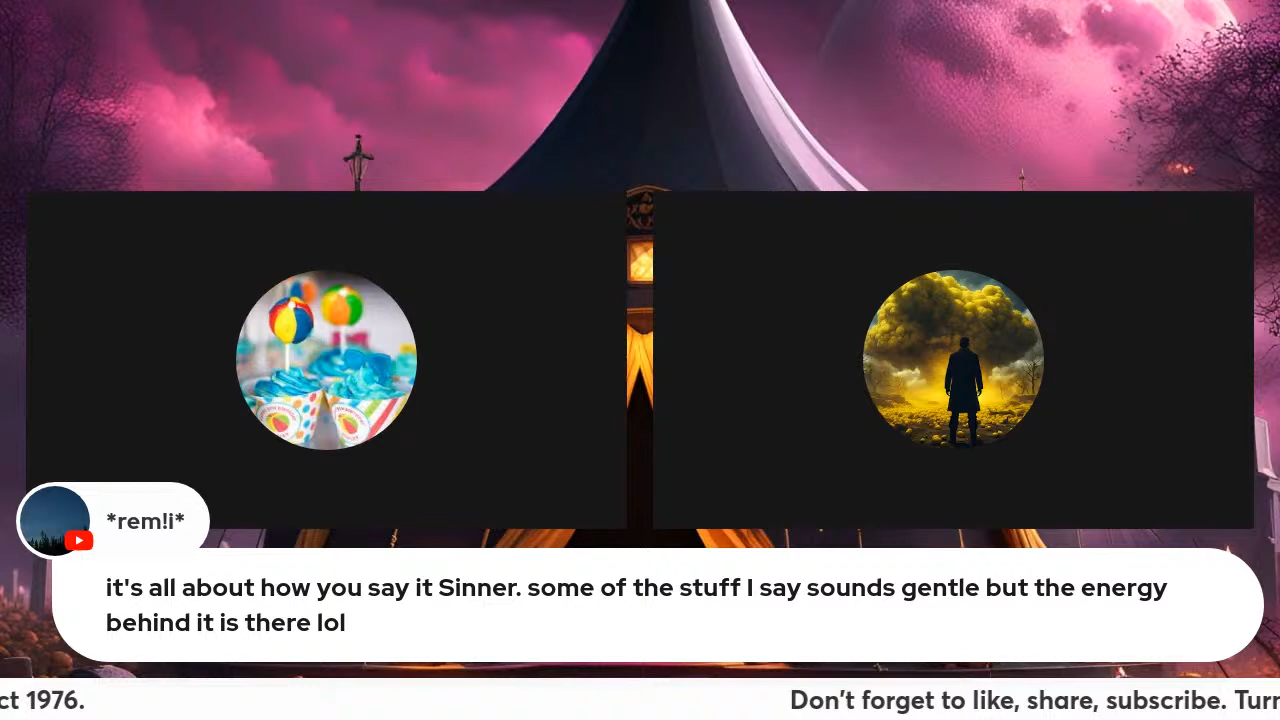 *rem!i*
it's all about how you say it Sinner. some of the stuff I say sounds gentle but the energy
behind it is there lol
ct 1976.
Don't forget to like, share, subscribe. Turn